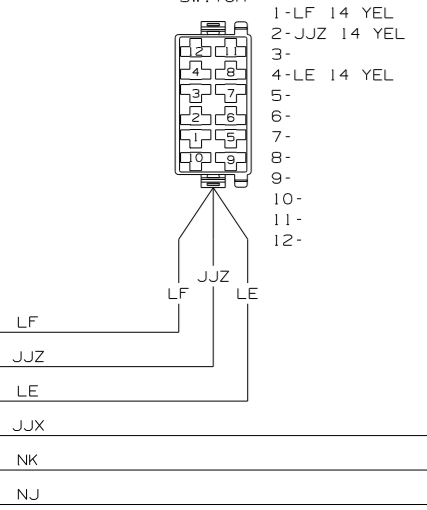 1-LF 14 YEL
2-JJZ 14 YEL
3-
4-LE 14 YEL
5-
6-
7-
8-
9-
10-
11-
12-
12 11
4 8
3 7
2 6
1 5
10 9
JJZ
LF LE
LF
JJZ
LE
JJX
NK
NJ